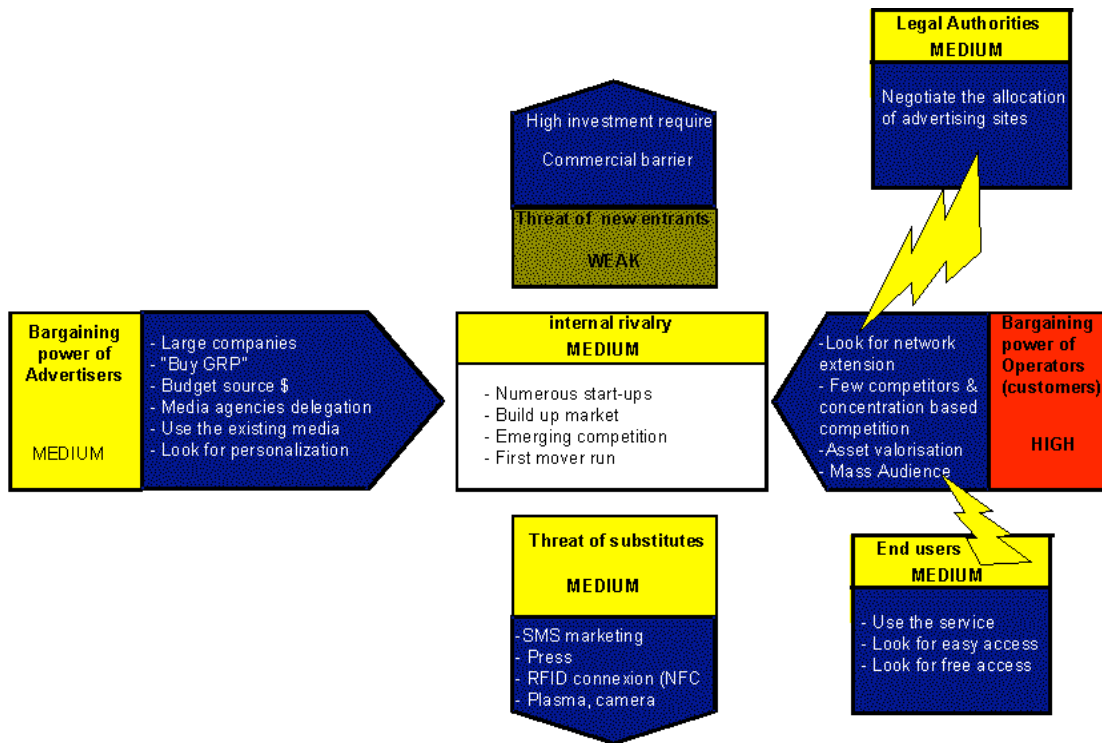 Legal Authorities
MEDIUM
Negotiate the allocation
of advertising sites
High investment require
Commercial barrier
Threat of new entrants
WEAK
Bargaining
power of
Advertisers
MEDIUM
- Large companies
- "Buy GRP"
- Budget source $
- Media agencies delegation
- Use the existing media
- Look for personalization
internal rivalry
MEDIUM
- Numerous start-ups
- Build up market
- Emerging competition
- First mover run
-Look for network
extension
- Few competitors &
concentration based
competition
-Asset valorisation
- Mass Audience
Bargaining
power of
Operators
(customers)
HIGH
Threat of substitutes
MEDIUM
-SMS marketing
- Press
- RFID connexion (NFC
- Plasma, camera
End users
MEDIUM
- Use the service
- Look for easy access
- Look for free access